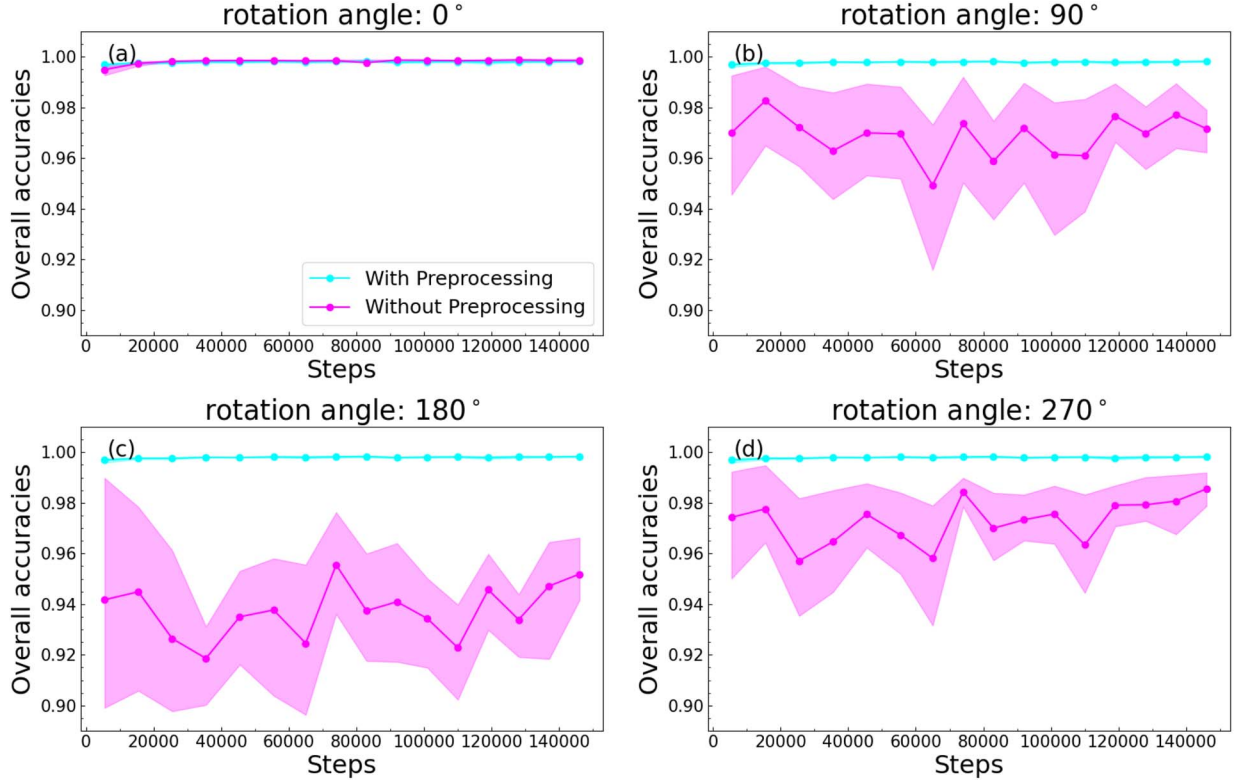 rotation angle: 0°
(a)
1.00
0.98
0.96
0.94
0.92
0.90
Overall accuracies
With Preprocessing
Without Preprocessing
0 20000 40000 60000 80000 100000 120000 140000
Steps
rotation angle: 90°
(b)
1.00
0.98
0.96
0.94
0.92
0.90
Overall accuracies
0 20000 40000 60000 80000 100000 120000 140000
Steps
rotation angle: 180°
(c)
1.00
0.98
0.96
0.94
0.92
0.90
Overall accuracies
0 20000 40000 60000 80000 100000 120000 140000
Steps
rotation angle: 270°
(d)
1.00
0.98
0.96
0.94
0.92
0.90
Overall accuracies
0 20000 40000 60000 80000 100000 120000 140000
Steps